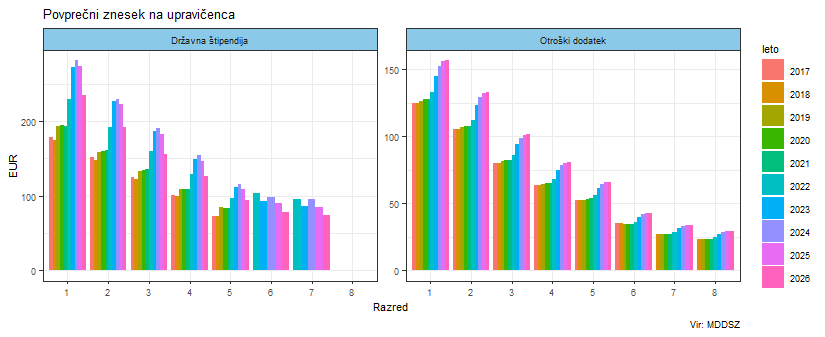 Povprečni znesek na upravičenca
Državna štipendija
Otroški dodatek
EUR
200
100
0
150
100
50
0
1 2 3 4 5 6 7 8
1 2 3 4 5 6 7 8
Razred
Vir: MDDSZ
leto
2017
2018
2019
2020
2021
2022
2023
2024
2025
2026